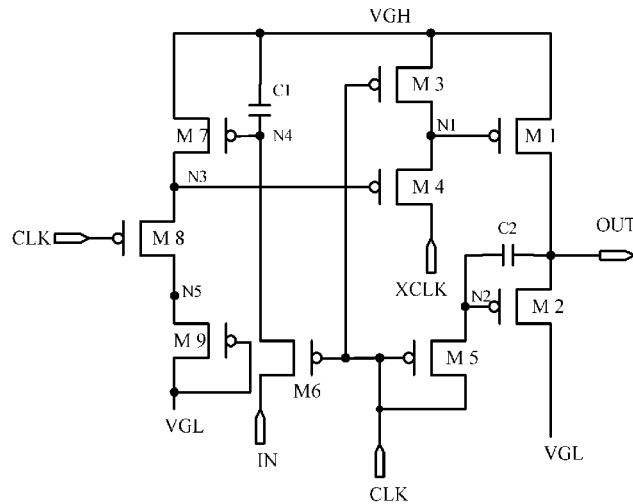 VGH
C1
M 3
M 7
N4
N1
M 1
N3
M 4
CLK
M 8
C2
OUT
XCLK
N5
N2
M 2
M 9
M 5
M6
VGL
IN
VGL
CLK